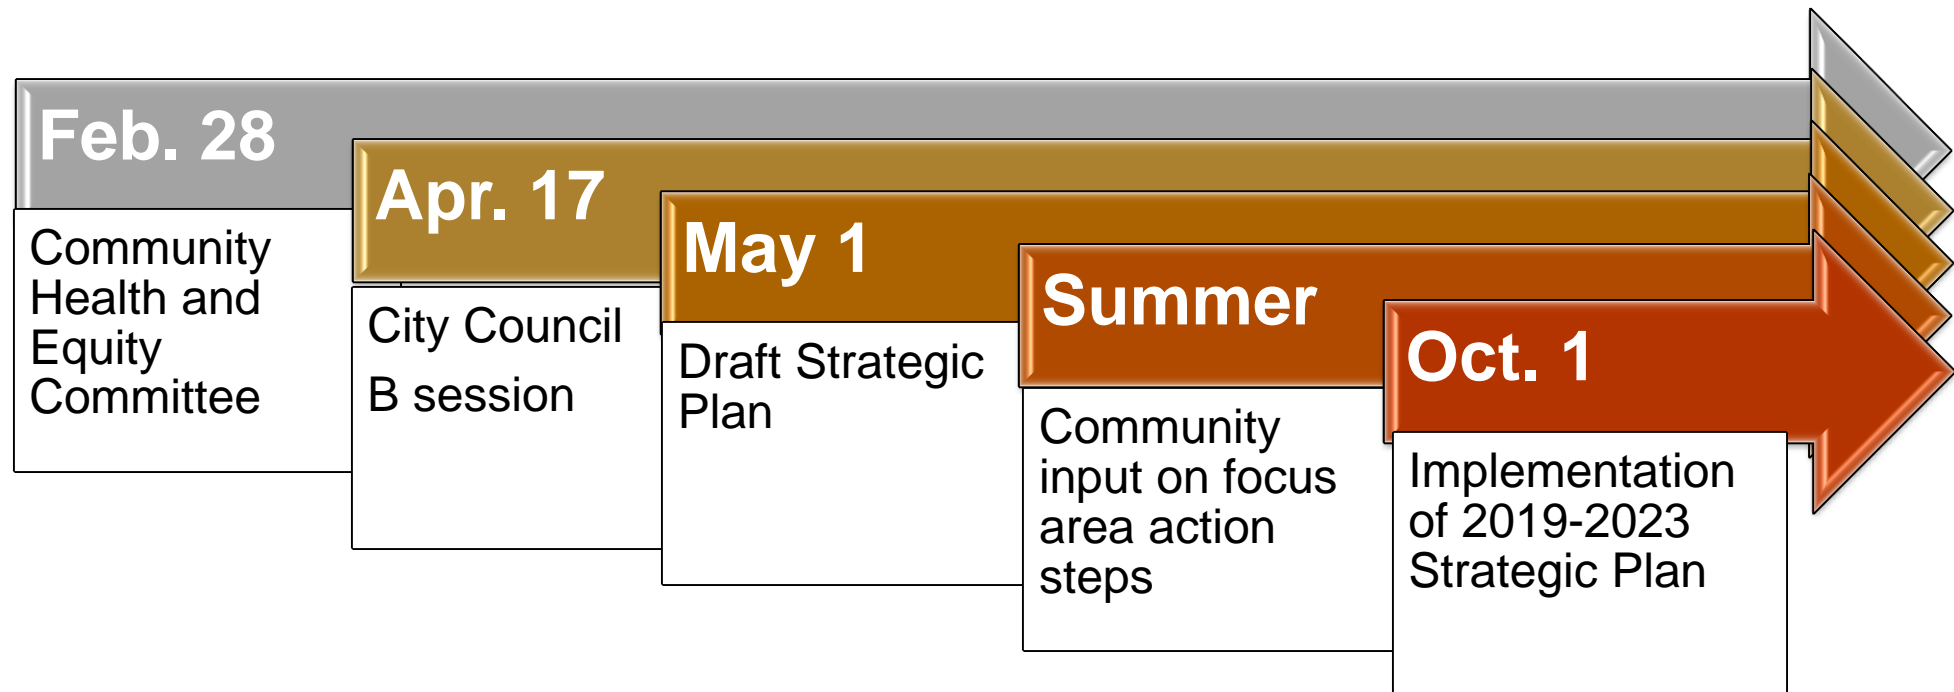 Feb. 28
Community
Health and
Equity
Committee
Apr. 17
City Council
B session
May 1
Draft Strategic
Plan
Summer
Community
input on focus
area action
steps
Oct. 1
Implementation
of 2019-2023
Strategic Plan